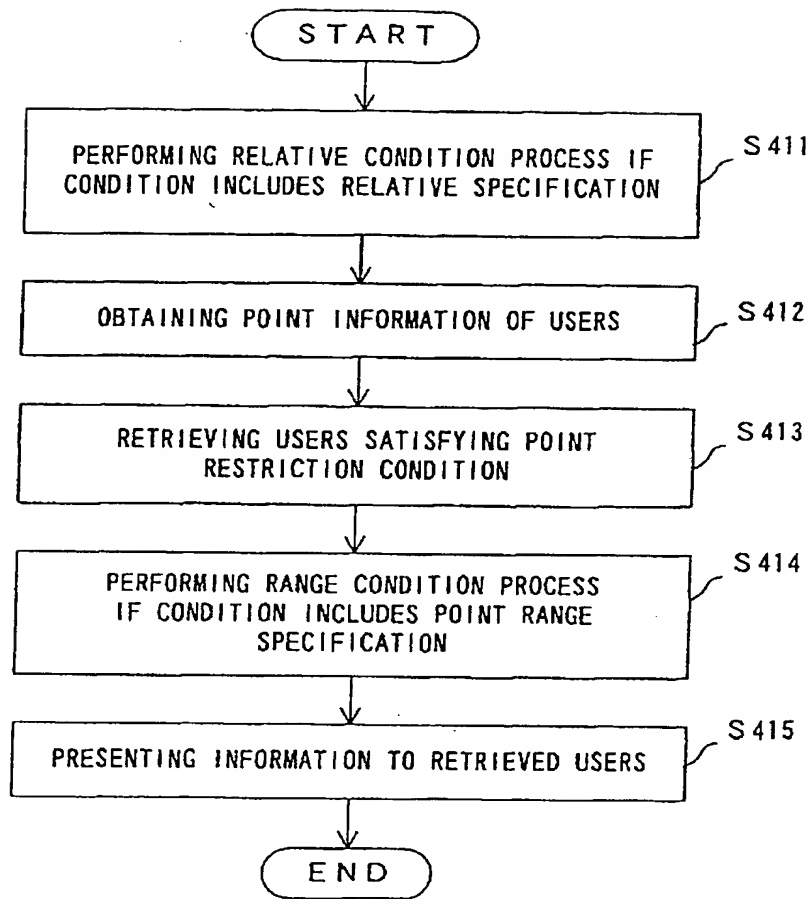 START
PERFORMING RELATIVE CONDITION PROCESS IF
CONDITION INCLUDES RELATIVE SPECIFICATION
S411
OBTAINING POINT INFORMATION OF USERS
S412
RETRIEVING USERS SATISFYING POINT
RESTRICTION CONDITION
S413
PERFORMING RANGE CONDITION PROCESS
IF CONDITION INCLUDES POINT RANGE
SPECIFICATION
S414
PRESENTING INFORMATION TO RETRIEVED USERS
S415
END